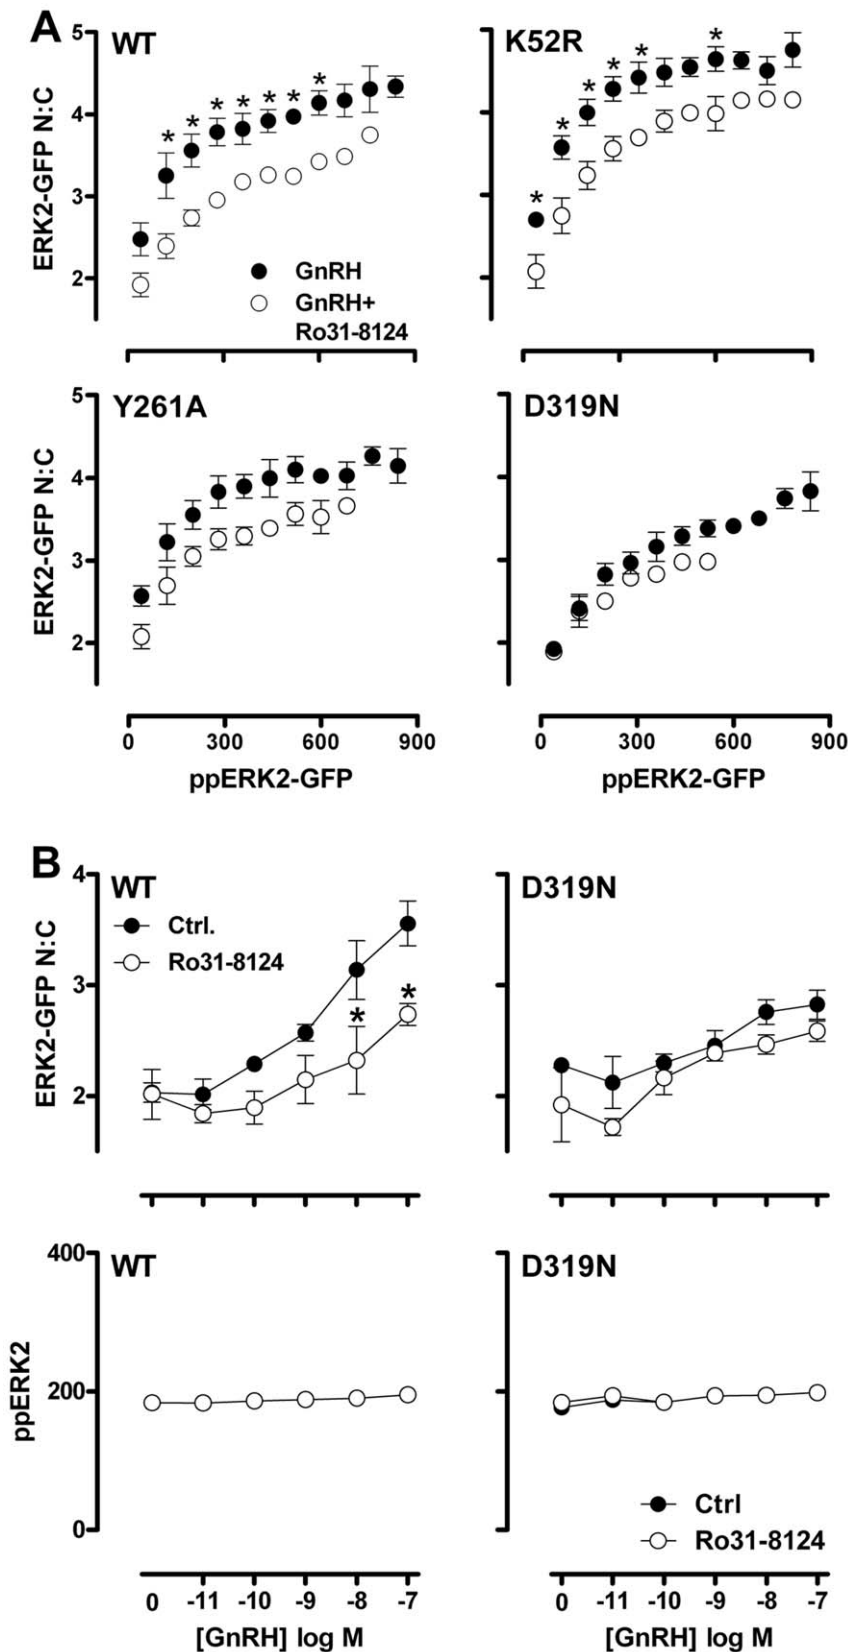 A
WT
K52R
5
4
3
2
ERK2-GFP N:C
* * * * * * *
* * * * * *
GnRH
GnRH+
Ro31-8124
Y261A
D319N
5
4
3
2
ERK2-GFP N:C
0 300 600 900
0 300 600 900
ppERK2-GFP
ppERK2-GFP
B
WT
D319N
4
3
2
ERK2-GFP N:C
Ctrl.
Ro31-8124
* *
WT
D319N
400
200
0
ppERK2
Ctrl
Ro31-8124
0 -11 -10 -9 -8 -7
0 -11 -10 -9 -8 -7
[GnRH] log M
[GnRH] log M